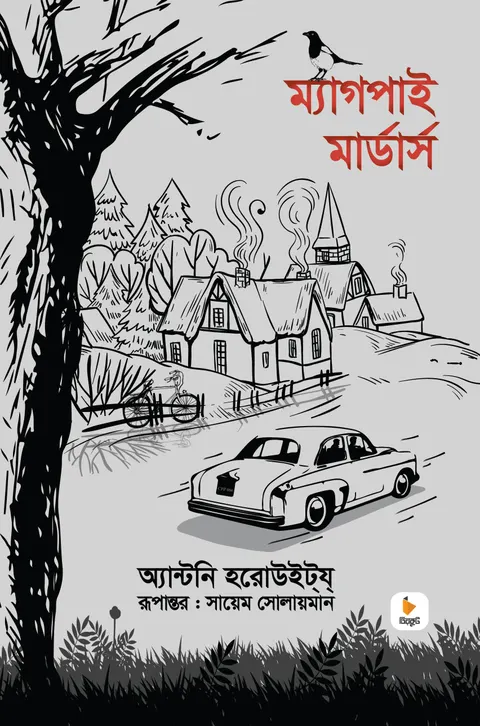 ম্যাগপাই
মার্ডার্স
অ্যান্টনি হরোউইট্‌য্
রূপান্তর : সায়েম সোলায়মান